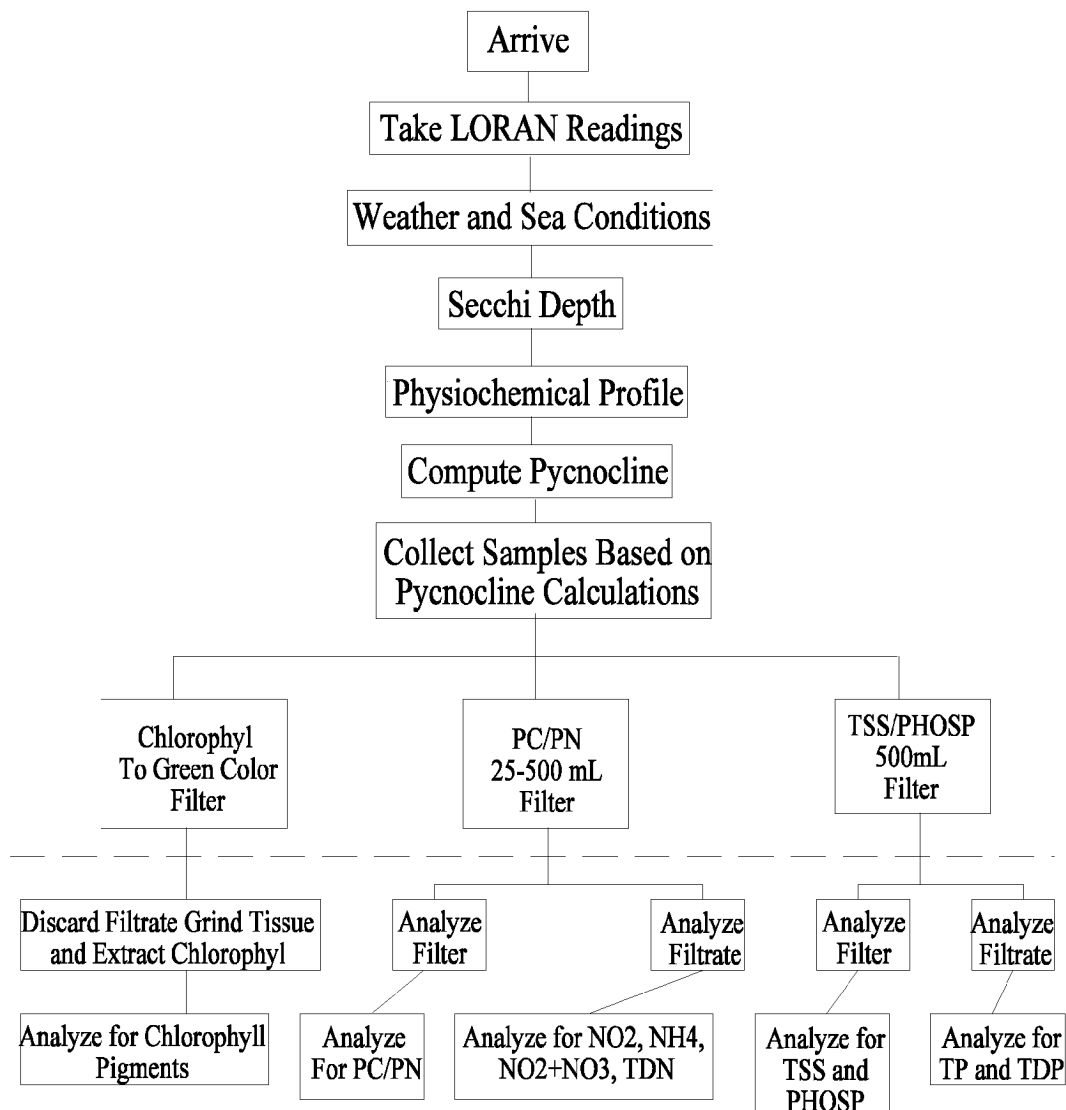 Arrive
Take LORAN Readings
Weather and Sea Conditions
Secchi Depth
Physiochemical Profile
Compute Pycnocline
Collect Samples Based on
Pycnocline Calculations
Chlorophyl
To Green Color
Filter
PC/PN
25-500 mL
Filter
TSS/PHOSP
500mL
Filter
Discard Filtrate Grind Tissue
and Extract Chlorophyl
Analyze
Filter
Analyze
Filtrate
Analyze
Filter
Analyze
Filtrate
Analyze for Chlorophyll
Pigments
Analyze
For PC/PN
Analyze for NO2, NH4,
NO2+NO3, TDN
Analyze for
TSS and
PHOSP
Analyze for
TP and TDP